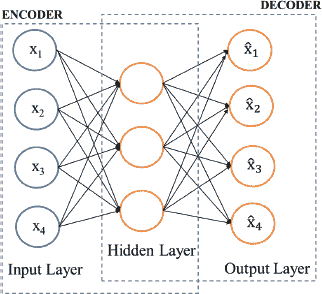 ENCODER
DECODER
x1
x2
x3
x4
x̂1
x̂2
x̂3
x̂4
Hidden Layer
Input Layer
Output Layer